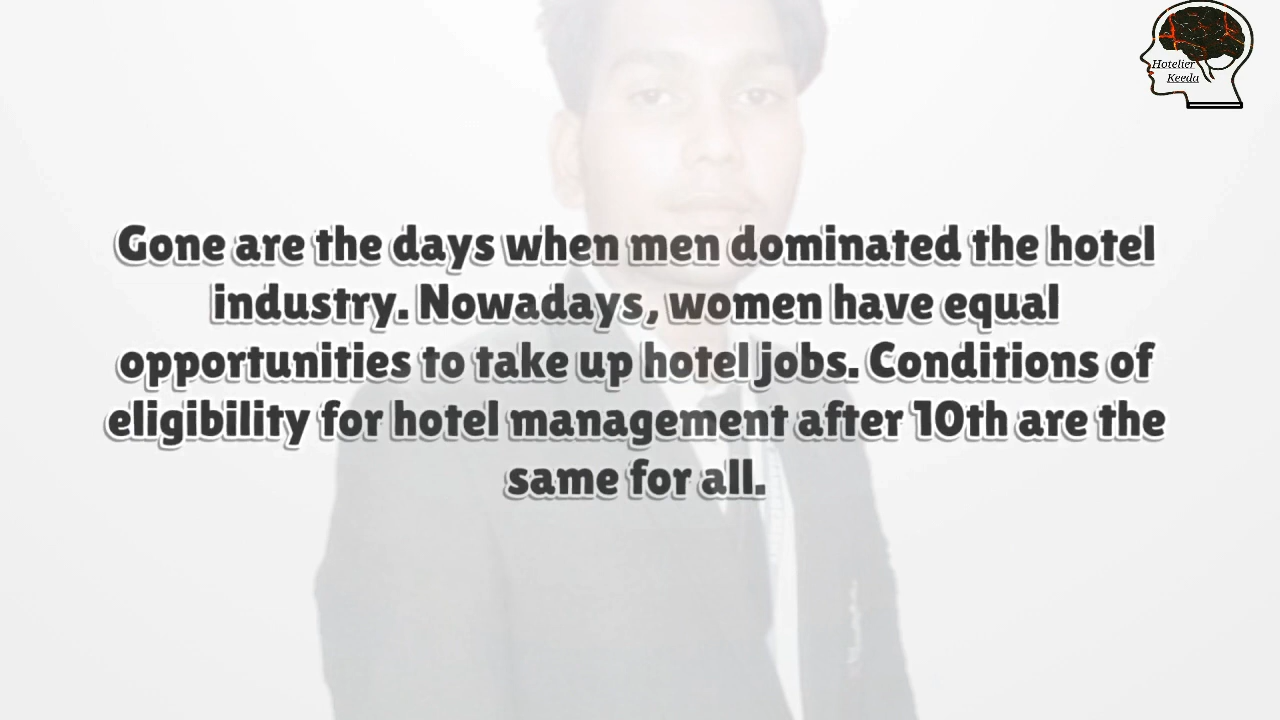 Hotelier
Keeda
Gone are the days when men dominated the hotel
industry. Nowadays, women have equal
opportunities to take up hotel jobs. Conditions of
eligibility for hotel management after 10th are the
same for all.